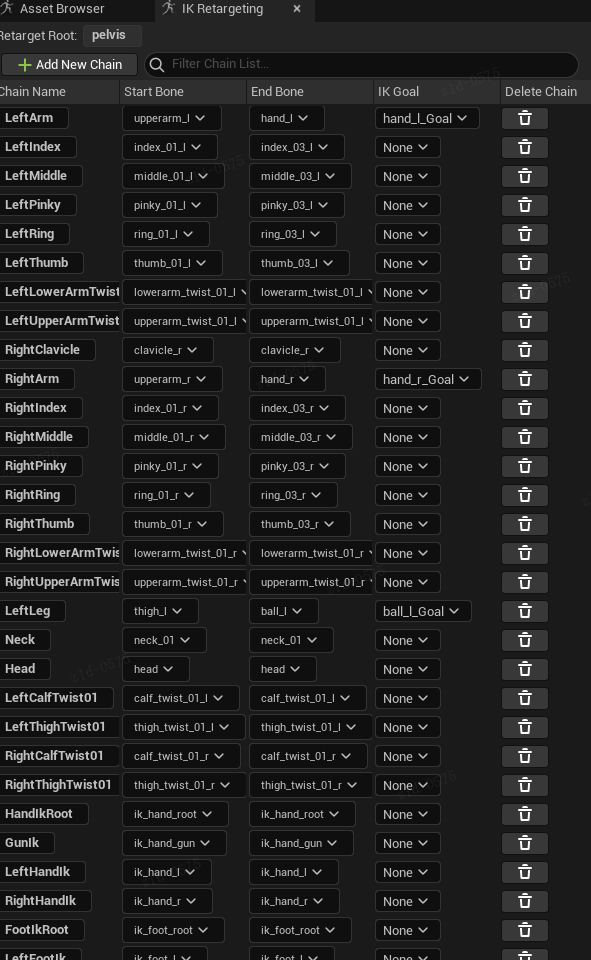 Asset Browser IK Retargeting ×
Retarget Root: pelvis
+ Add New Chain Filter Chain List...
Chain Name Start Bone End Bone IK Goal Delete Chain
LeftArm upperarm_l hand_l hand_l_Goal
LeftIndex index_01_l index_03_l None
LeftMiddle middle_01_l middle_03_l None
LeftPinky pinky_01_l pinky_03_l None
LeftRing ring_01_l ring_03_l None
LeftThumb thumb_01_l thumb_03_l None
LeftLowerArmTwist lowerarm_twist_01_l lowerarm_twist_01_l None
LeftUpperArmTwist upperarm_twist_01_l upperarm_twist_01_l None
RightClavicle clavicle_r clavicle_r None
RightArm upperarm_r hand_r hand_r_Goal
RightIndex index_01_r index_03_r None
RightMiddle middle_01_r middle_03_r None
RightPinky pinky_01_r pinky_03_r None
RightRing ring_01_r ring_03_r None
RightThumb thumb_01_r thumb_03_r None
RightLowerArmTwis lowerarm_twist_01_r lowerarm_twist_01_r None
RightUpperArmTwis upperarm_twist_01_r upperarm_twist_01_r None
LeftLeg thigh_l ball_l ball_l_Goal
Neck neck_01 neck_01 None
Head head head None
LeftCalfTwist01 calf_twist_01_l calf_twist_01_l None
LeftThighTwist01 thigh_twist_01_l thigh_twist_01_l None
RightCalfTwist01 calf_twist_01_r calf_twist_01_r None
RightThighTwist01 thigh_twist_01_r thigh_twist_01_r None
HandIkRoot ik_hand_root ik_hand_root None
GunIk ik_hand_gun ik_hand_gun None
LeftHandIk ik_hand_l ik_hand_l None
RightHandIk ik_hand_r ik_hand_r None
FootIkRoot ik_foot_root ik_foot_root None
LeftFootIk ik_foot_l ik_foot_l None